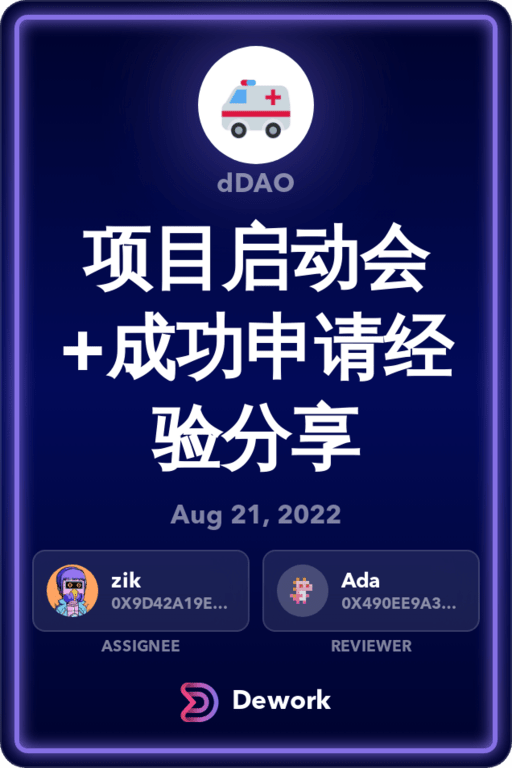 dDAO
项目启动会
+成功申请经
验分享
Aug 21, 2022
zik
0X9D42A19E...
ASSIGNEE
Ada
0X490EE9A3...
REVIEWER
Dework